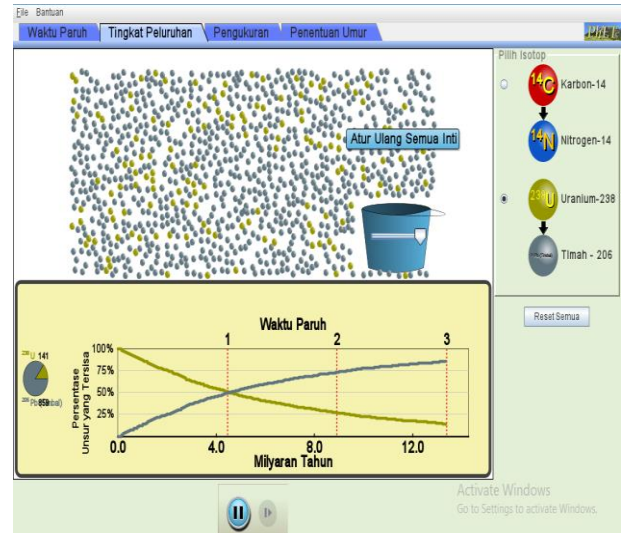 File Bantuan
Waktu Paruh Tingkat Peluruhan Pengukuran Penentuan Umur
PhET
Pilih Isotop
14C Karbon-14
14N Nitrogen-14
238U Uranium-238
Timah - 206
Reset Semua
Atur Ulang Semua Inti
Waktu Paruh
1 2 3
238U 141
206Pb
Persentase
Unsur yang Tersisa
100%
75%
50%
25%
0.0 4.0 8.0 12.0
Milyaran Tahun
Activate Windows
Go to Settings to activate Windows.